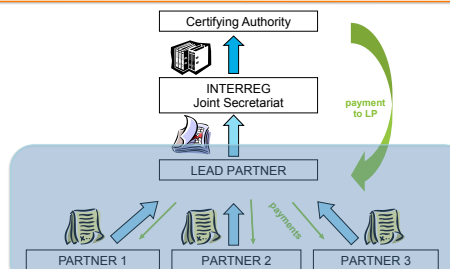 Certifying Authority
INTERREG
Joint Secretariat
payment
to LP
LEAD PARTNER
payments
PARTNER 1
PARTNER 2
PARTNER 3